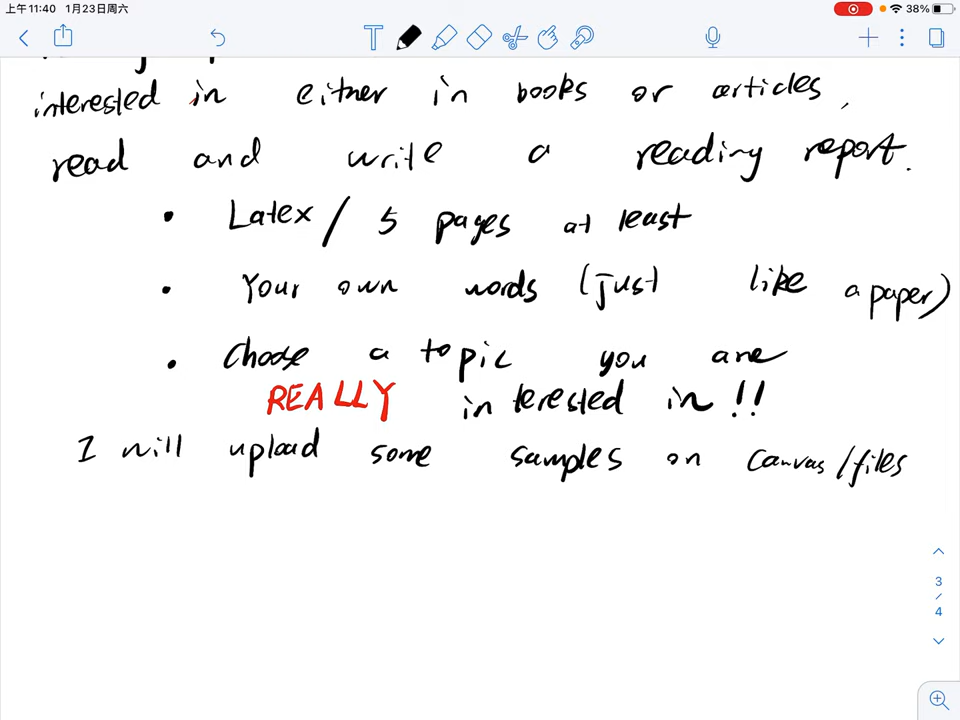 上午11:40 1月23日周六
38%
interested in either in books or articles,
read and write a reading report.
• Latex / 5 pages at least
• Your own words (just like a paper)
• Choose a topic you are
REALLY interested in !!
I will upload some samples on Canvas/files
3
/
4